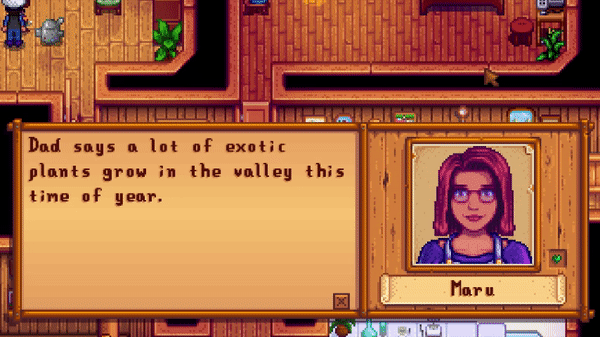 Dad says a lot of exotic
plants grow in the valley this
time of year.
Maru